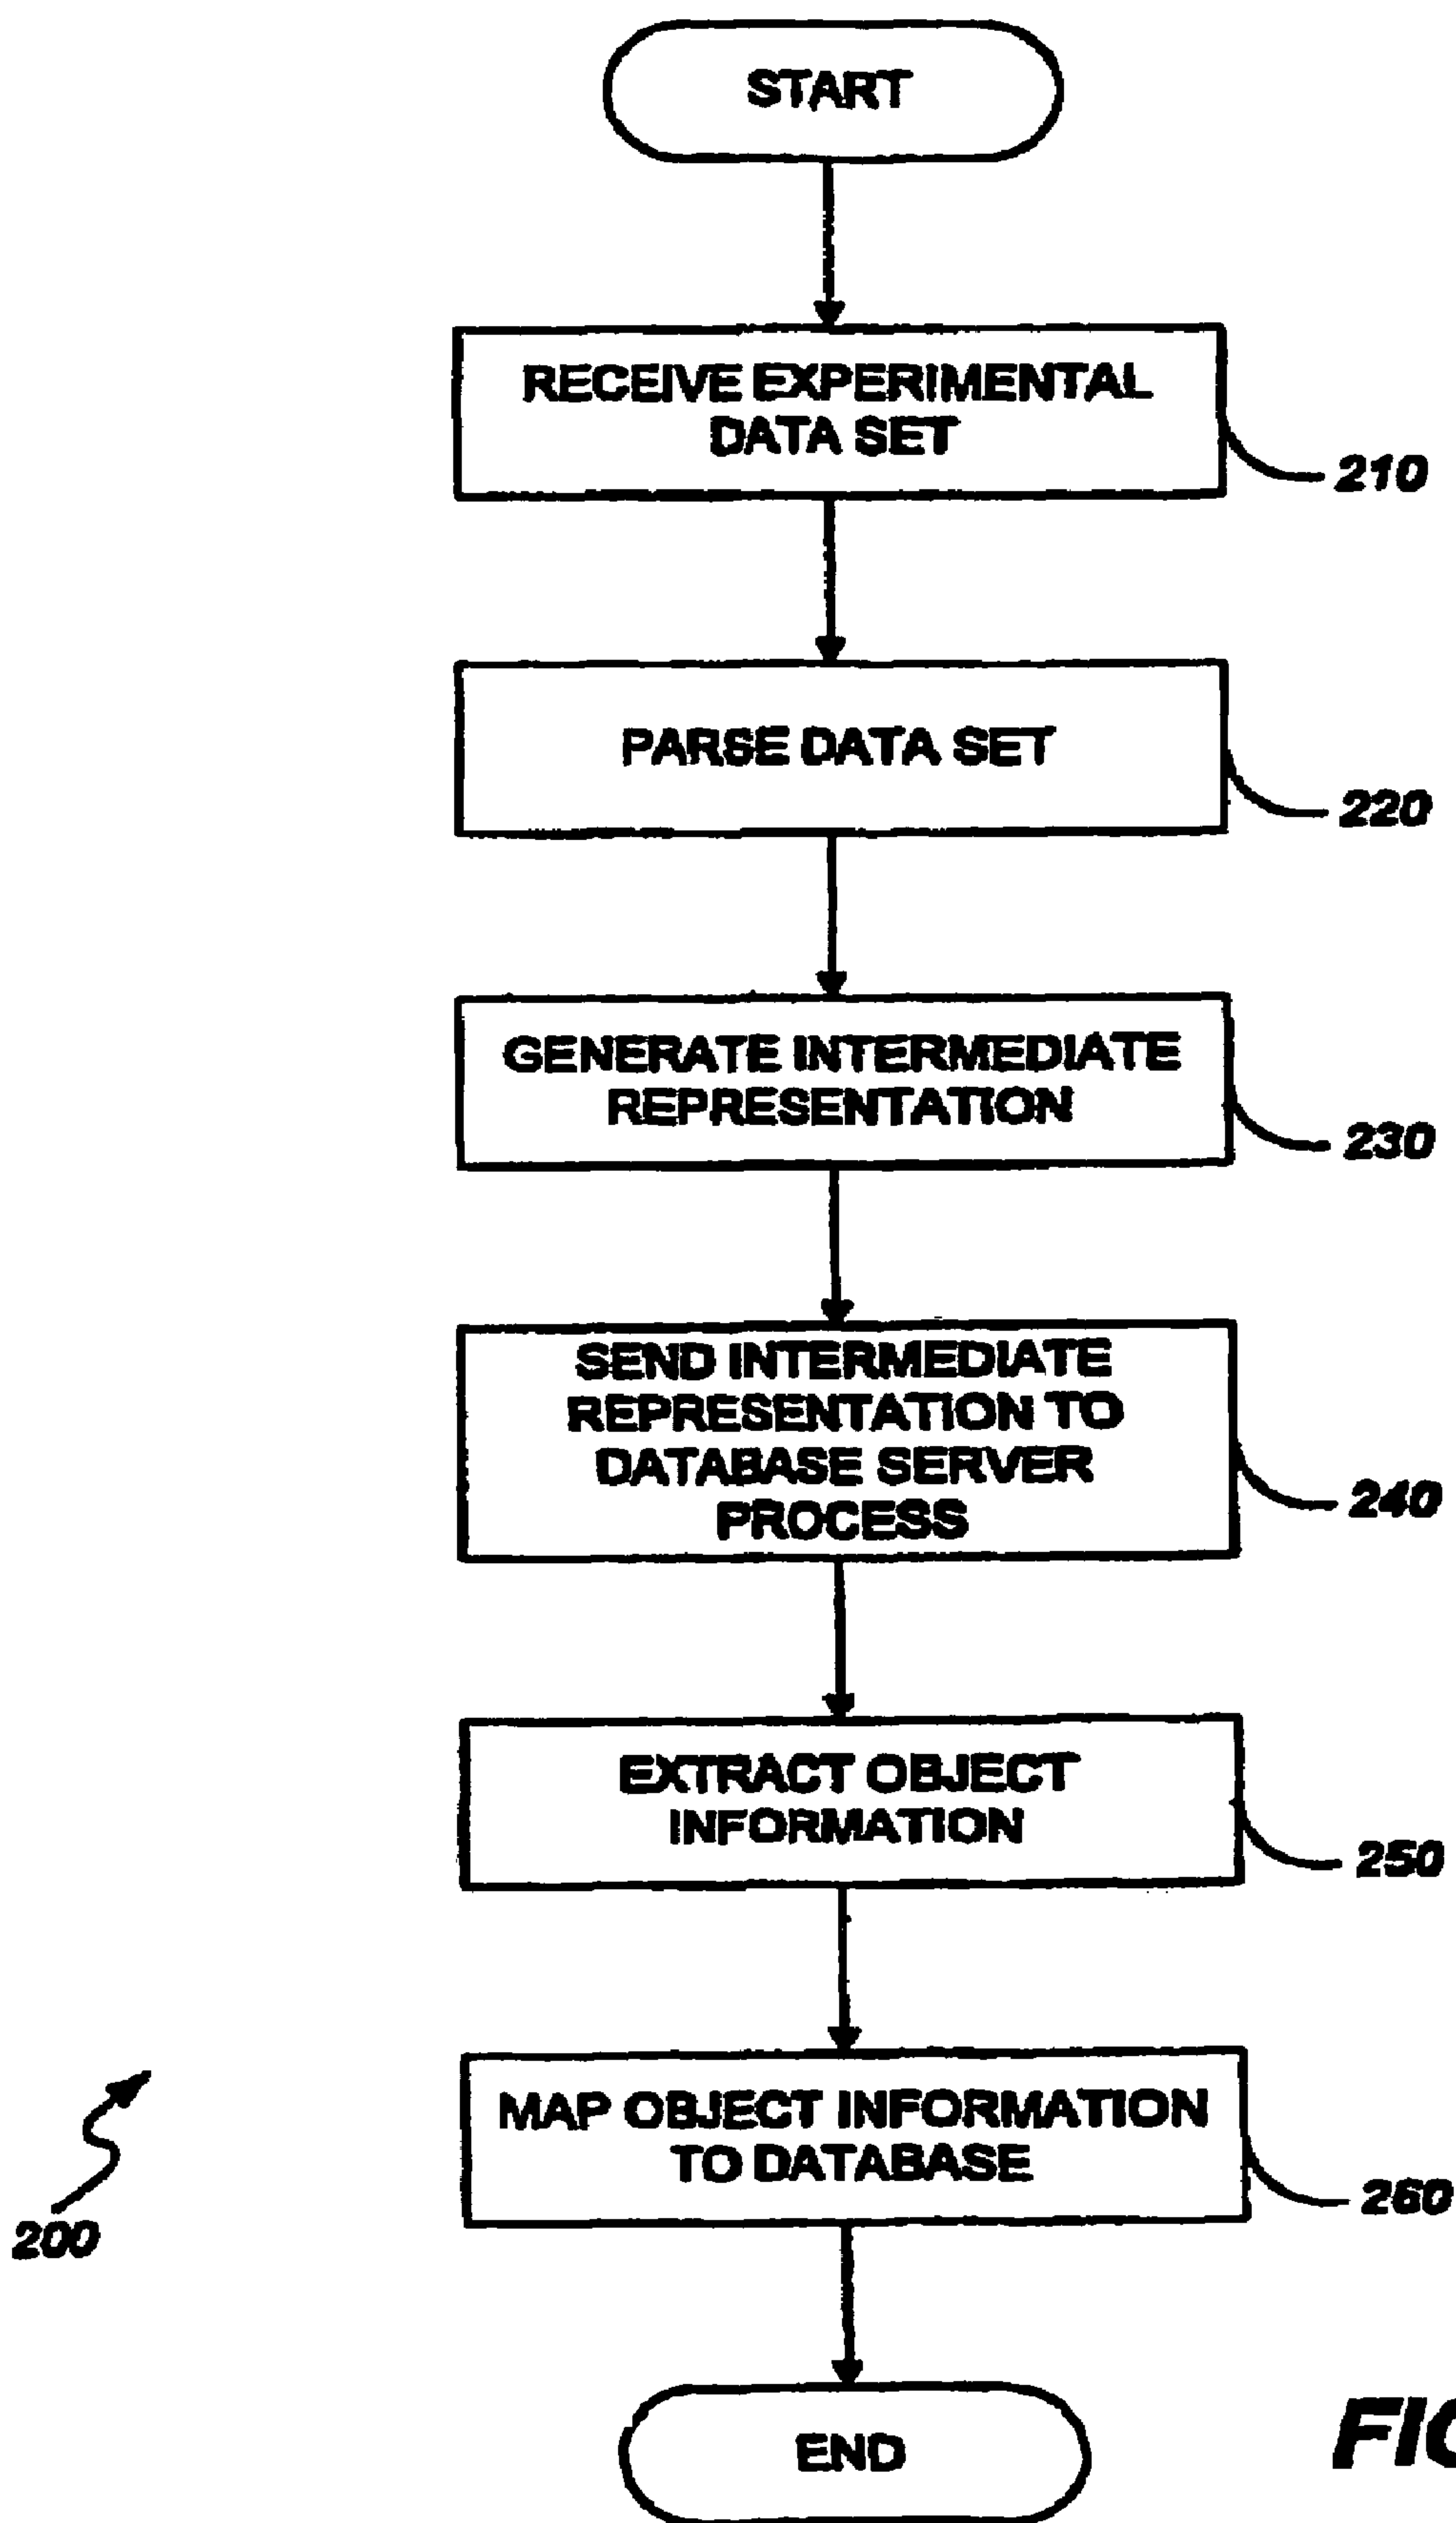 START
RECEIVE EXPERIMENTAL
DATA SET
210
PARSE DATA SET
220
GENERATE INTERMEDIATE
REPRESENTATION
230
SEND INTERMEDIATE
REPRESENTATION TO
DATABASE SERVER
PROCESS
240
EXTRACT OBJECT
INFORMATION
250
MAP OBJECT INFORMATION
TO DATABASE
260
200
END